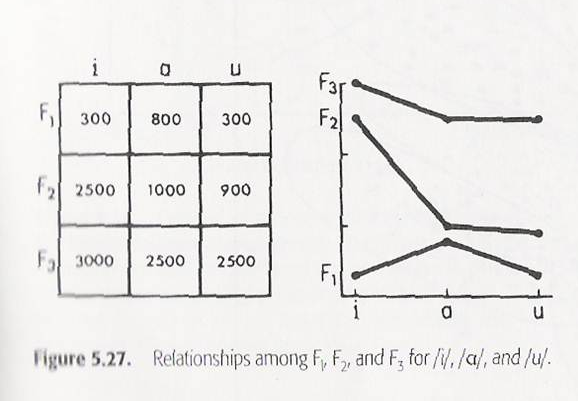 i ɑ u
F₁ 300 800 300
F₂ 2500 1000 900
F₃ 3000 2500 2500
F₃
F₂
F₁
i ɑ u
Figure 5.27. Relationships among F₁, F₂, and F₃ for /i/, /ɑ/, and /u/.